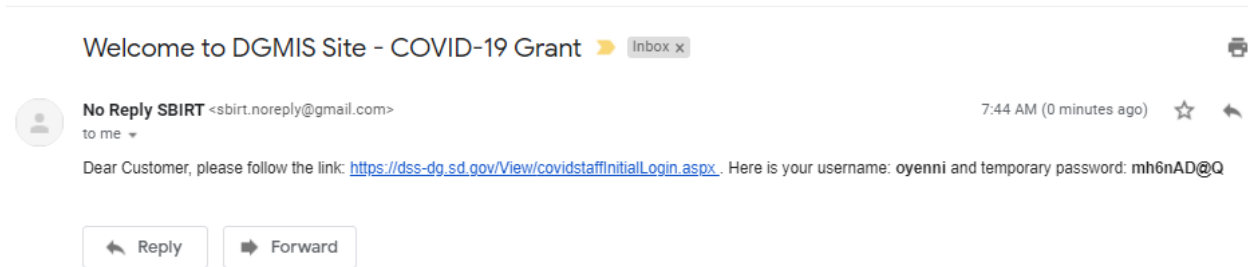 Welcome to DGMIS Site - COVID-19 Grant Inbox x
No Reply SBIRT <sbirt.noreply@gmail.com> 7:44 AM (0 minutes ago)
to me
Dear Customer, please follow the link: https://dss-dg.sd.gov/View/covidstaffInitialLogin.aspx . Here is your username: oyenni and temporary password: mh6nAD@Q
Reply Forward